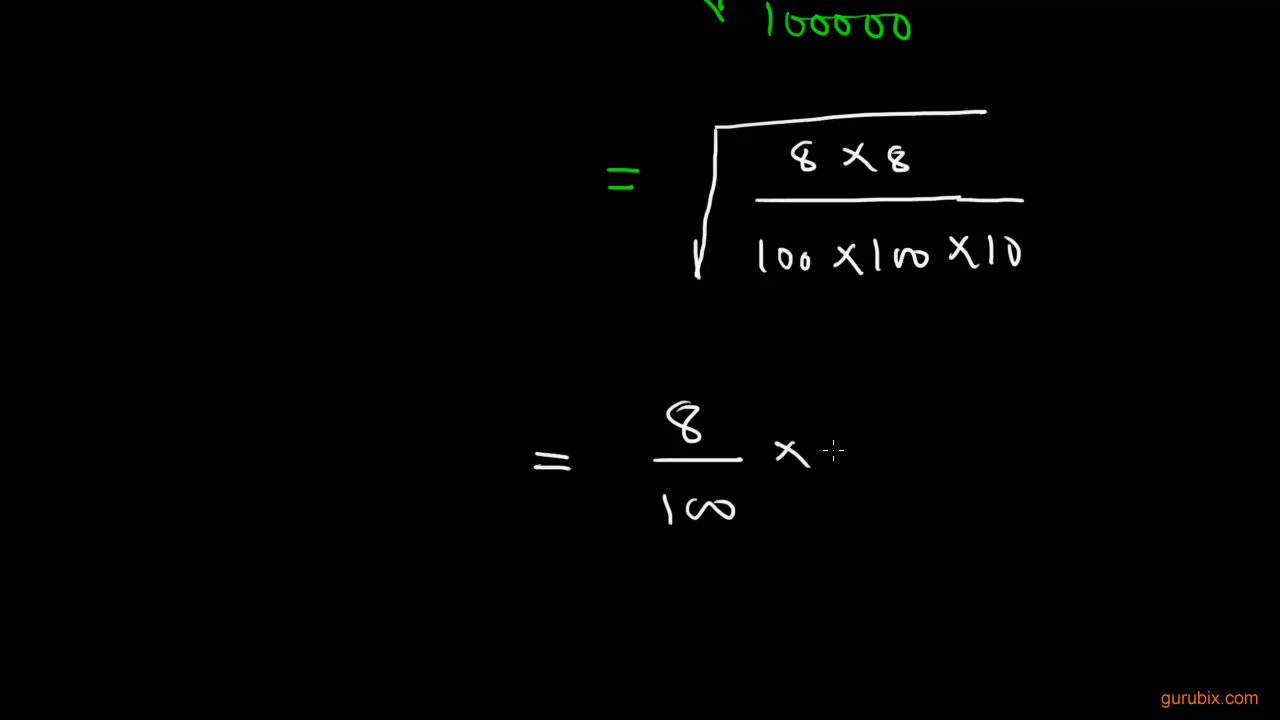 √ 100000
= √ 8 × 8
100 × 100 × 10
= 8 ×
100
gurubix.com